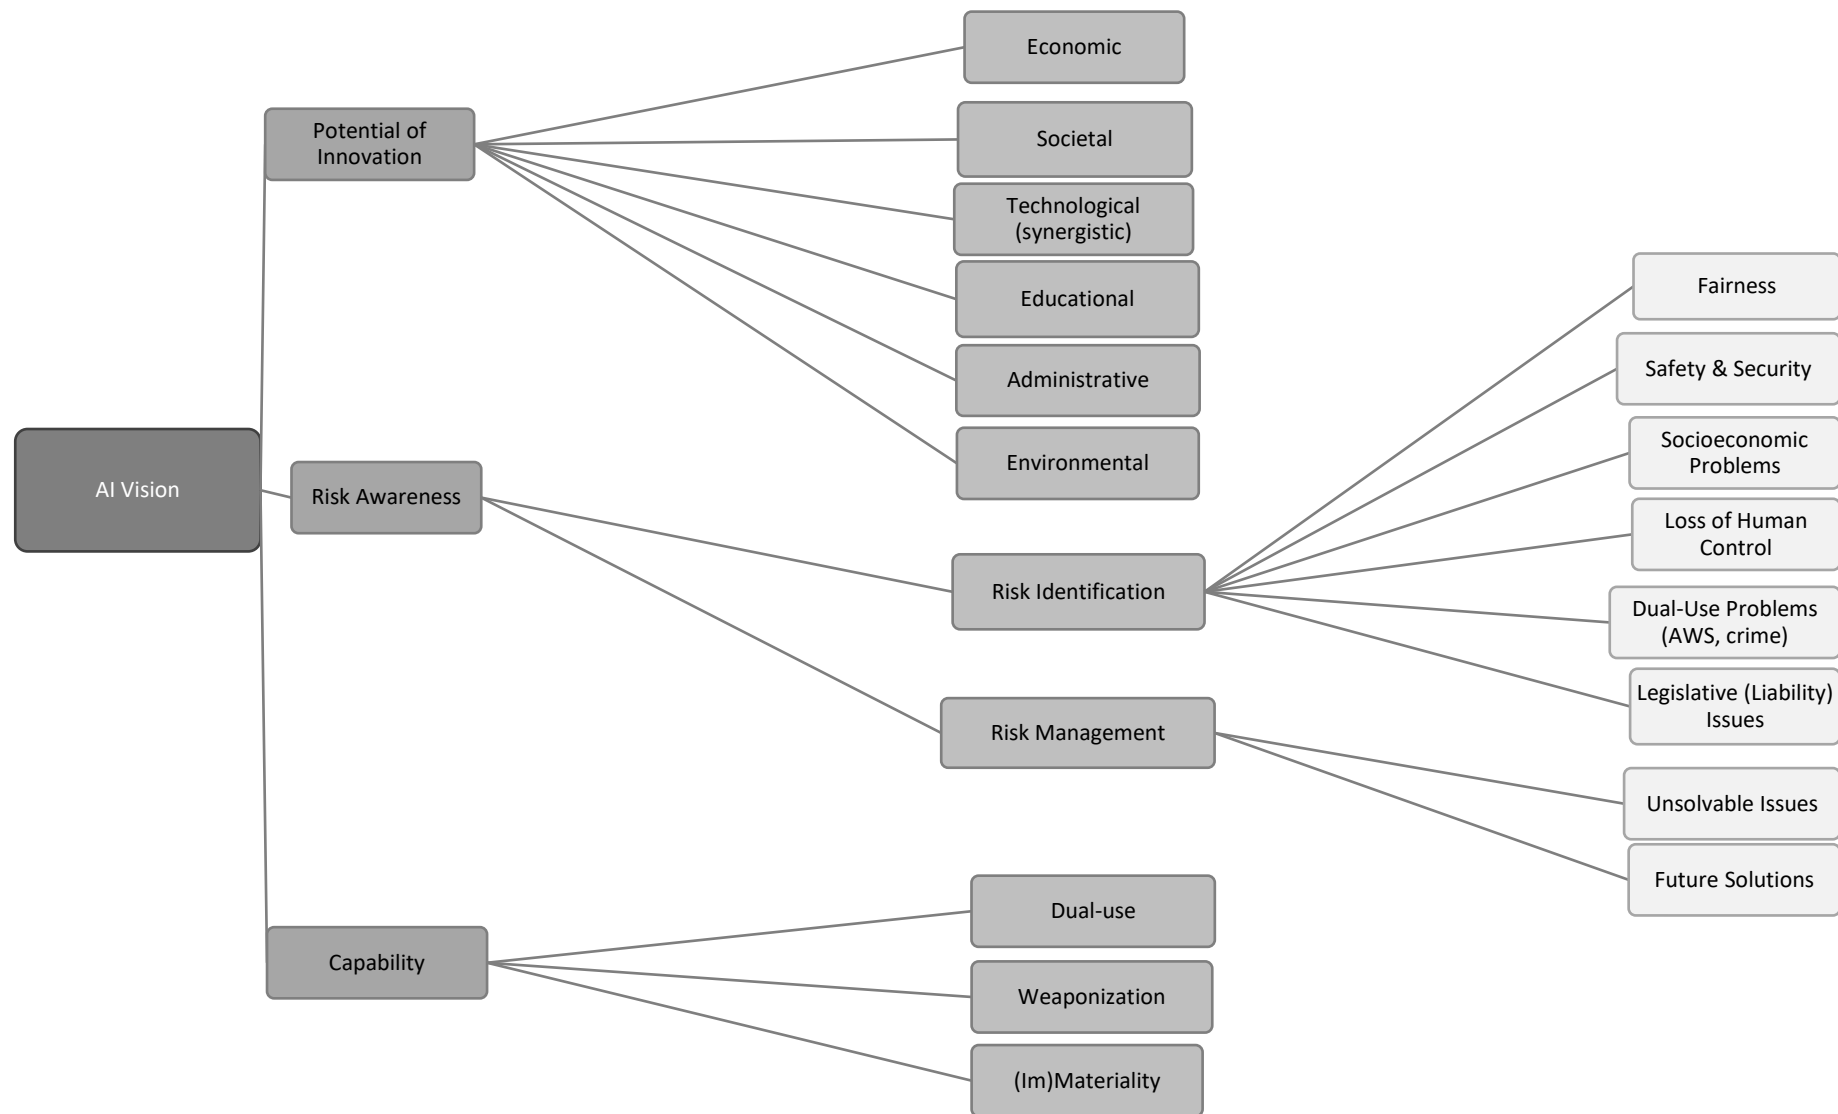 Economic
Potential of
Innovation
Societal
Technological
(synergistic)
Educational
Administrative
Environmental
AI Vision
Risk Awareness
Risk Identification
Risk Management
Fairness
Safety & Security
Socioeconomic
Problems
Loss of Human
Control
Dual-Use Problems
(AWS, crime)
Legislative (Liability)
Issues
Unsolvable Issues
Future Solutions
Capability
Dual-use
Weaponization
(Im)Materiality